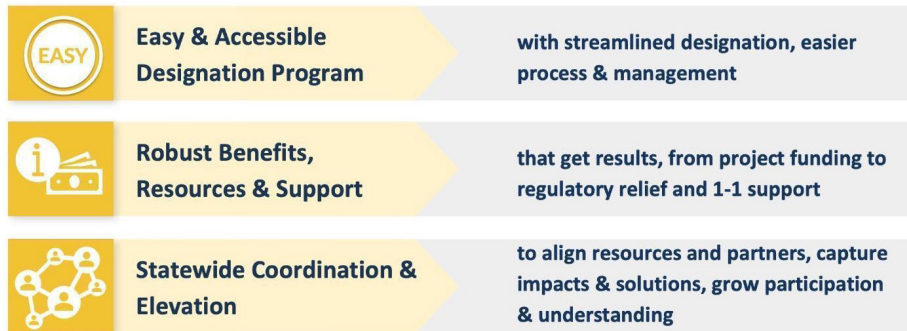 EASY
Easy & Accessible
Designation Program
with streamlined designation, easier
process & management
i
Robust Benefits,
Resources & Support
that get results, from project funding to
regulatory relief and 1-1 support
Statewide Coordination &
Elevation
to align resources and partners, capture
impacts & solutions, grow participation
& understanding